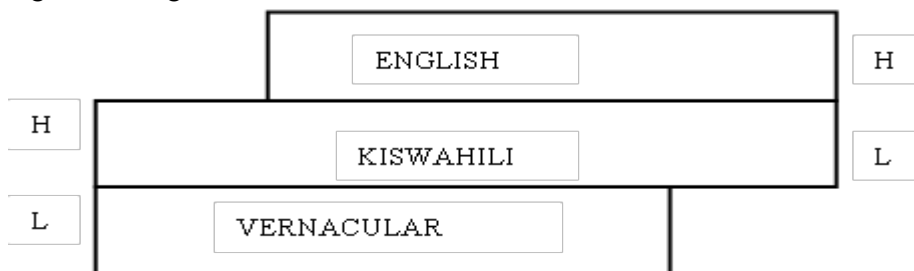 ENGLISH H
H
KISWAHILI L
L
VERNACULAR